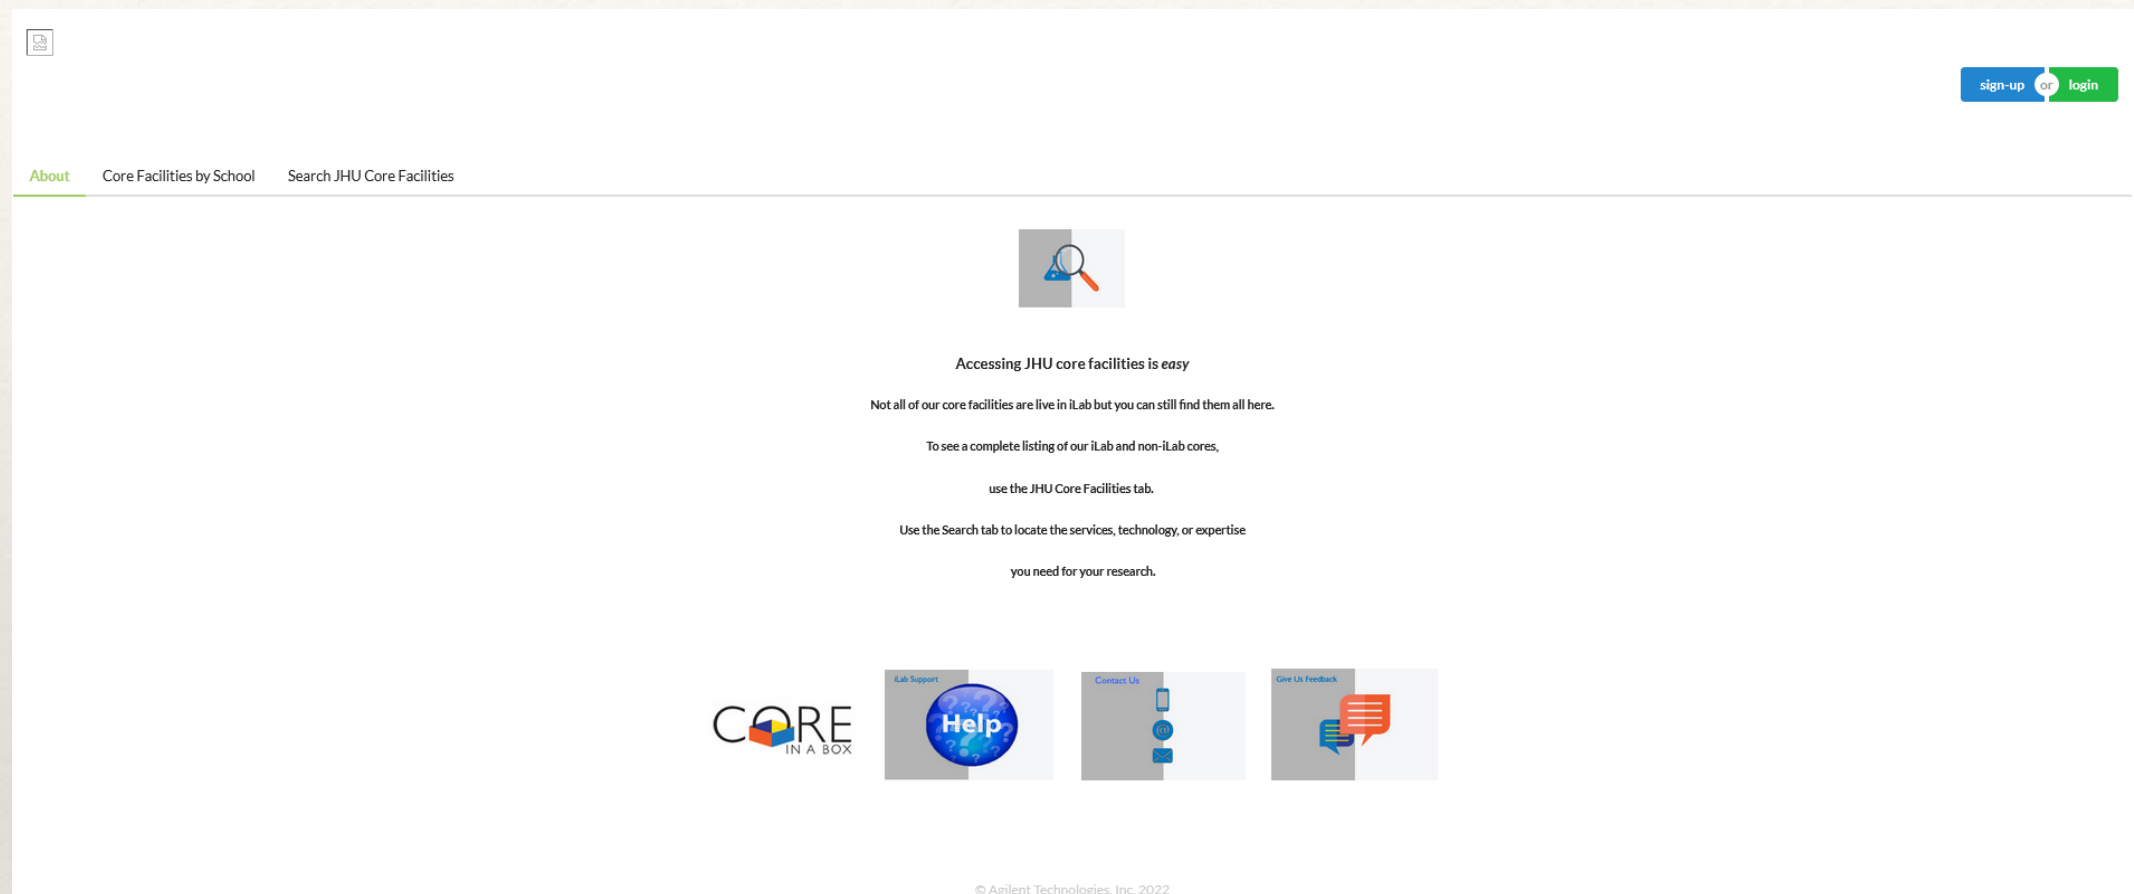 sign-up or login
About Core Facilities by School Search JHU Core Facilities
Accessing JHU core facilities is easy
Not all of our core facilities are live in iLab but you can still find them all here.
To see a complete listing of our iLab and non-iLab cores,
use the JHU Core Facilities tab.
Use the Search tab to locate the services, technology, or expertise
you need for your research.
CORE
IN A BOX
iLab Support
Help
Contact Us
Give Us Feedback
© Agilent Technologies, Inc. 2022